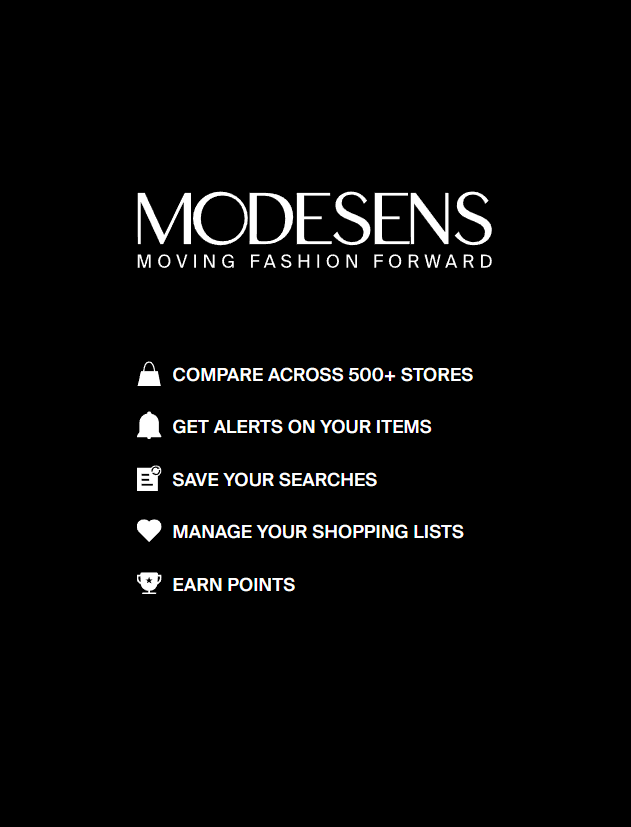 MODESENS
MOVING FASHION FORWARD
COMPARE ACROSS 500+ STORES
GET ALERTS ON YOUR ITEMS
SAVE YOUR SEARCHES
MANAGE YOUR SHOPPING LISTS
EARN POINTS